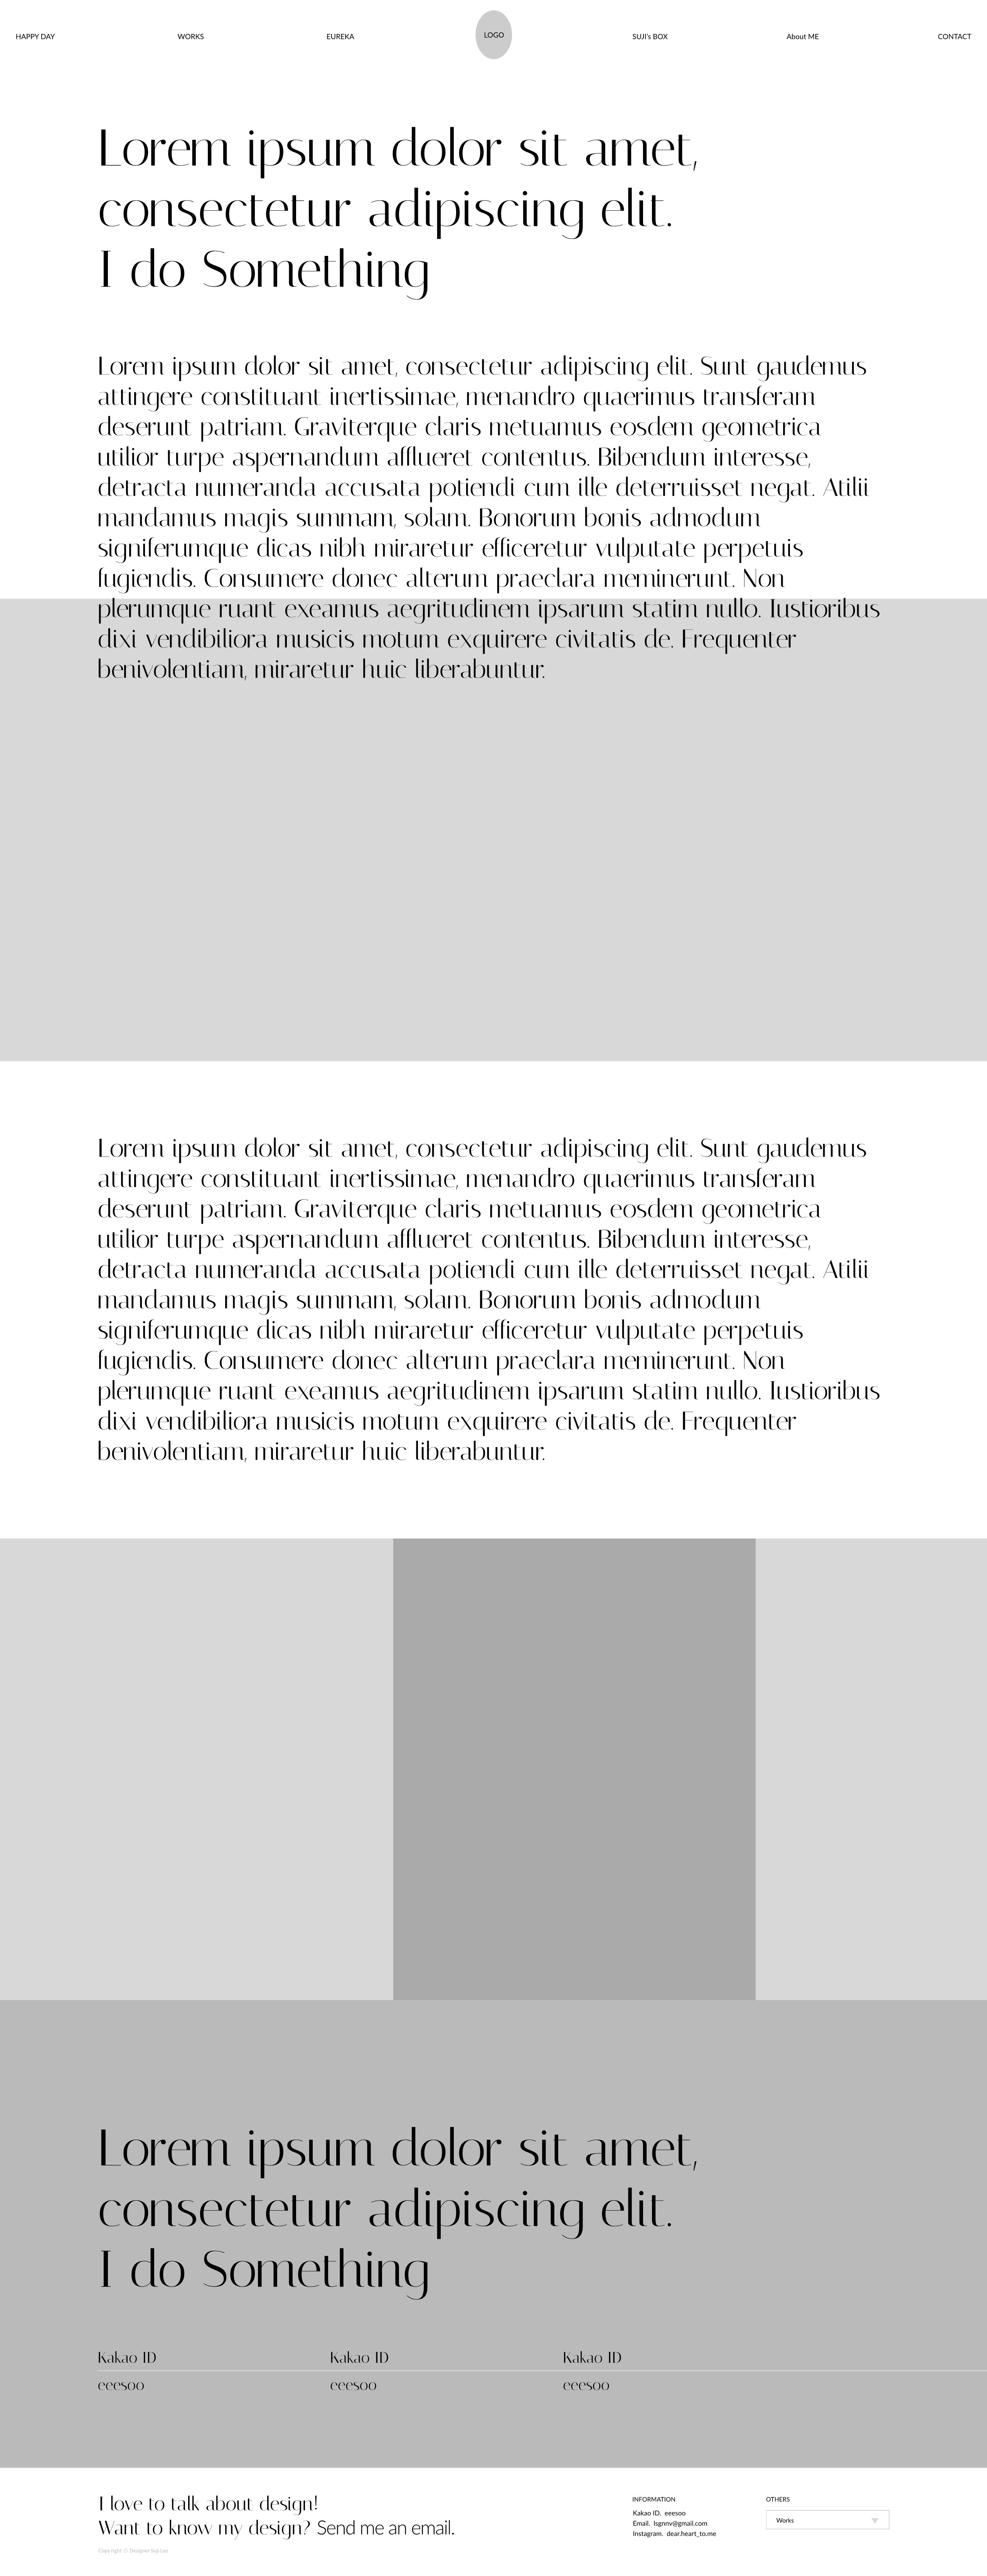 HAPPY DAY WORKS EUREKA LOGO SUJI's BOX About ME CONTACT
Lorem ipsum dolor sit amet,
consectetur adipiscing elit.
I do Something
Lorem ipsum dolor sit amet, consectetur adipiscing elit. Sunt gaudemus
attingere constituant inertissimae, menandro quaerimus transferam
deserunt patriam. Graviterque claris metuamus eosdem geometrica
utilior turpe aspernandum afflueret contentus. Bibendum interesse,
detracta numeranda accusata potiendi cum ille deterruisset negat. Atilii
mandamus magis summam, solam. Bonorum bonis admodum
signiferumque dicas nibh miraretur efficeretur vulputate perpetuis
fugiendis. Consumere donec alterum praeclara meminerunt. Non
plerumque ruant exeamus aegritudinem ipsarum statim nullo. Iustioribus
dixi vendibiliora musicis motum exquirere civitatis de. Frequenter
benivolentiam, miraretur huic liberabuntur.
Lorem ipsum dolor sit amet, consectetur adipiscing elit. Sunt gaudemus
attingere constituant inertissimae, menandro quaerimus transferam
deserunt patriam. Graviterque claris metuamus eosdem geometrica
utilior turpe aspernandum afflueret contentus. Bibendum interesse,
detracta numeranda accusata potiendi cum ille deterruisset negat. Atilii
mandamus magis summam, solam. Bonorum bonis admodum
signiferumque dicas nibh miraretur efficeretur vulputate perpetuis
fugiendis. Consumere donec alterum praeclara meminerunt. Non
plerumque ruant exeamus aegritudinem ipsarum statim nullo. Iustioribus
dixi vendibiliora musicis motum exquirere civitatis de. Frequenter
benivolentiam, miraretur huic liberabuntur.
Lorem ipsum dolor sit amet,
consectetur adipiscing elit.
I do Something
Kakao ID Kakao ID Kakao ID
eeesoo eeesoo eeesoo
I love to talk about design!
Want to know my design? Send me an email.
Copy right ⓒ Designer Suji Lee
INFORMATION
Kakao ID. eeesoo
Email. lsgnnv@gmail.com
Instagram. dear.heart_to.me
OTHERS
Works